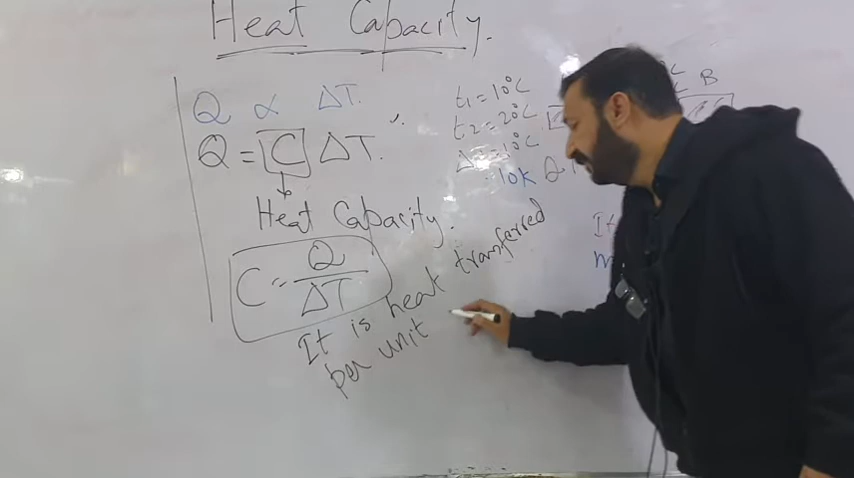 Heat Capacity.
Q ∝ ΔT.
Q = C ΔT.
Heat Capacity.
C = Q/ΔT
It is heat transferred
per unit
t1 = 10°C
t2 = 20°C
= 10°C
= 10K Q
B
It